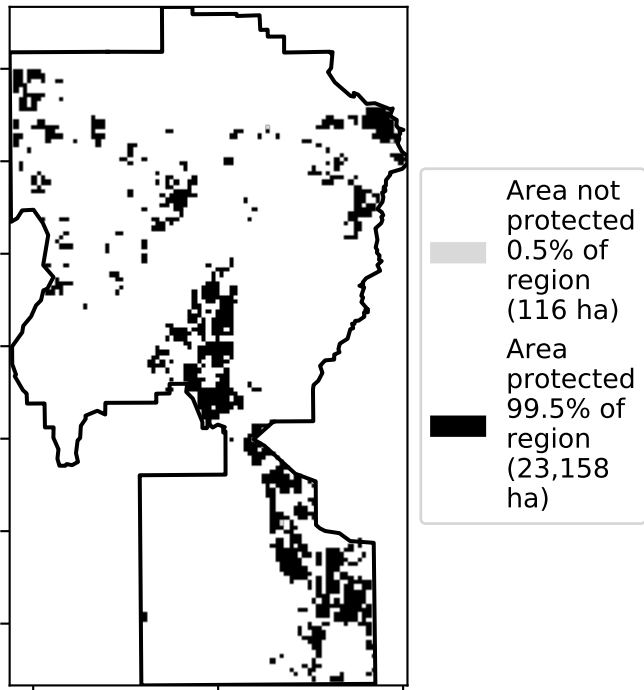 Area not
protected
0.5% of
region
(116 ha)
Area
protected
99.5% of
region
(23,158
ha)